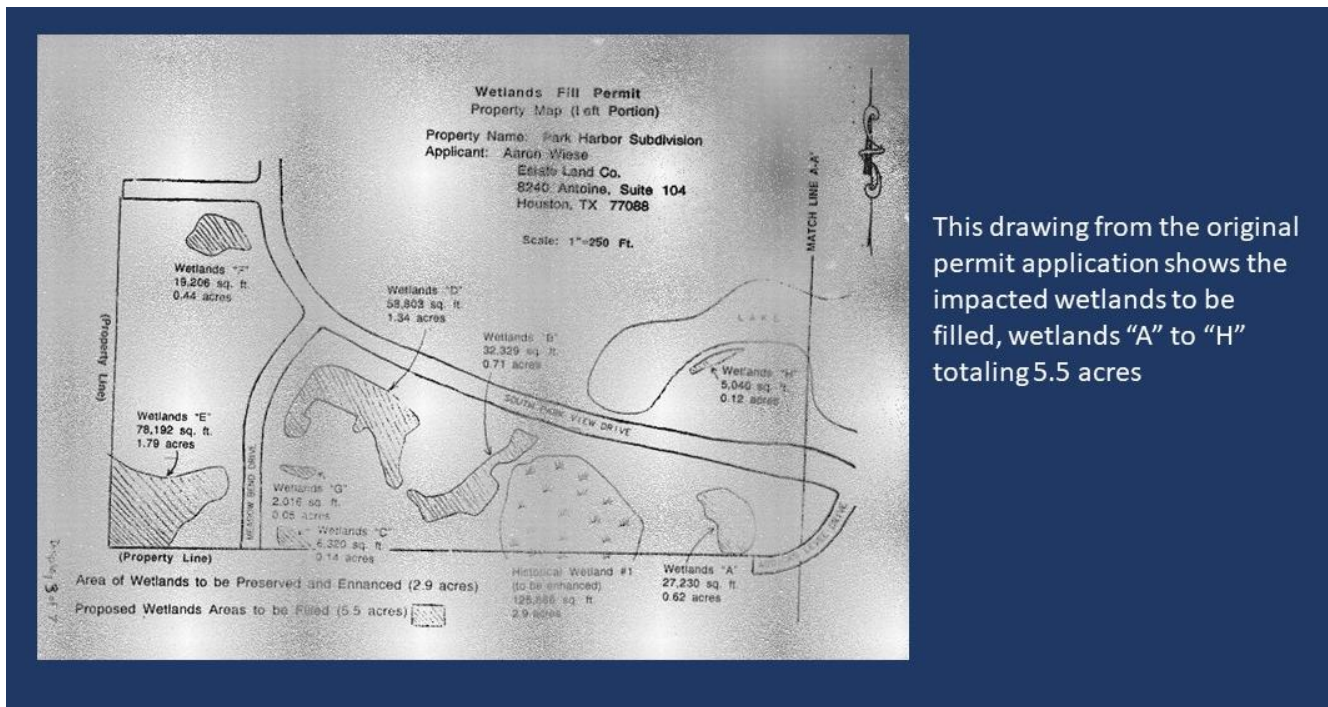 Wetlands Fill Permit
Property Map (Left Portion)
Property Name: Park Harbor Subdivision
Applicant: Aaron Wiese
Estate Land Co.
8240 Antoine, Suite 104
Houston, TX 77088
Scale: 1"=250 Ft.
MATCH LINE A-A'
Wetlands "F"
19,206 sq. ft.
0.44 acres
(Property Line)
Wetlands "D"
58,803 sq. ft.
1.34 acres
Wetlands "B"
32,329 sq. ft.
0.71 acres
LAKE
Wetlands "H"
5,040 sq. ft.
0.12 acres
SOUTH PARK VIEW DRIVE
Wetlands "E"
78,192 sq. ft.
1.79 acres
MEADOW BEND DRIVE
Wetlands "G"
2,016 sq. ft.
0.05 acres
Wetlands "C"
6,320 sq. ft.
0.14 acres
(Property Line)
Historical Wetland #1
(to be enhanced)
sq. ft.
2.9 acres
Wetlands "A"
27,230 sq. ft.
0.62 acres
DRIVE
Area of Wetlands to be Preserved and Enhanced (2.9 acres)
Proposed Wetlands Areas to be Filled (5.5 acres)
This drawing from the original
permit application shows the
impacted wetlands to be
filled, wetlands “A” to “H”
totaling 5.5 acres